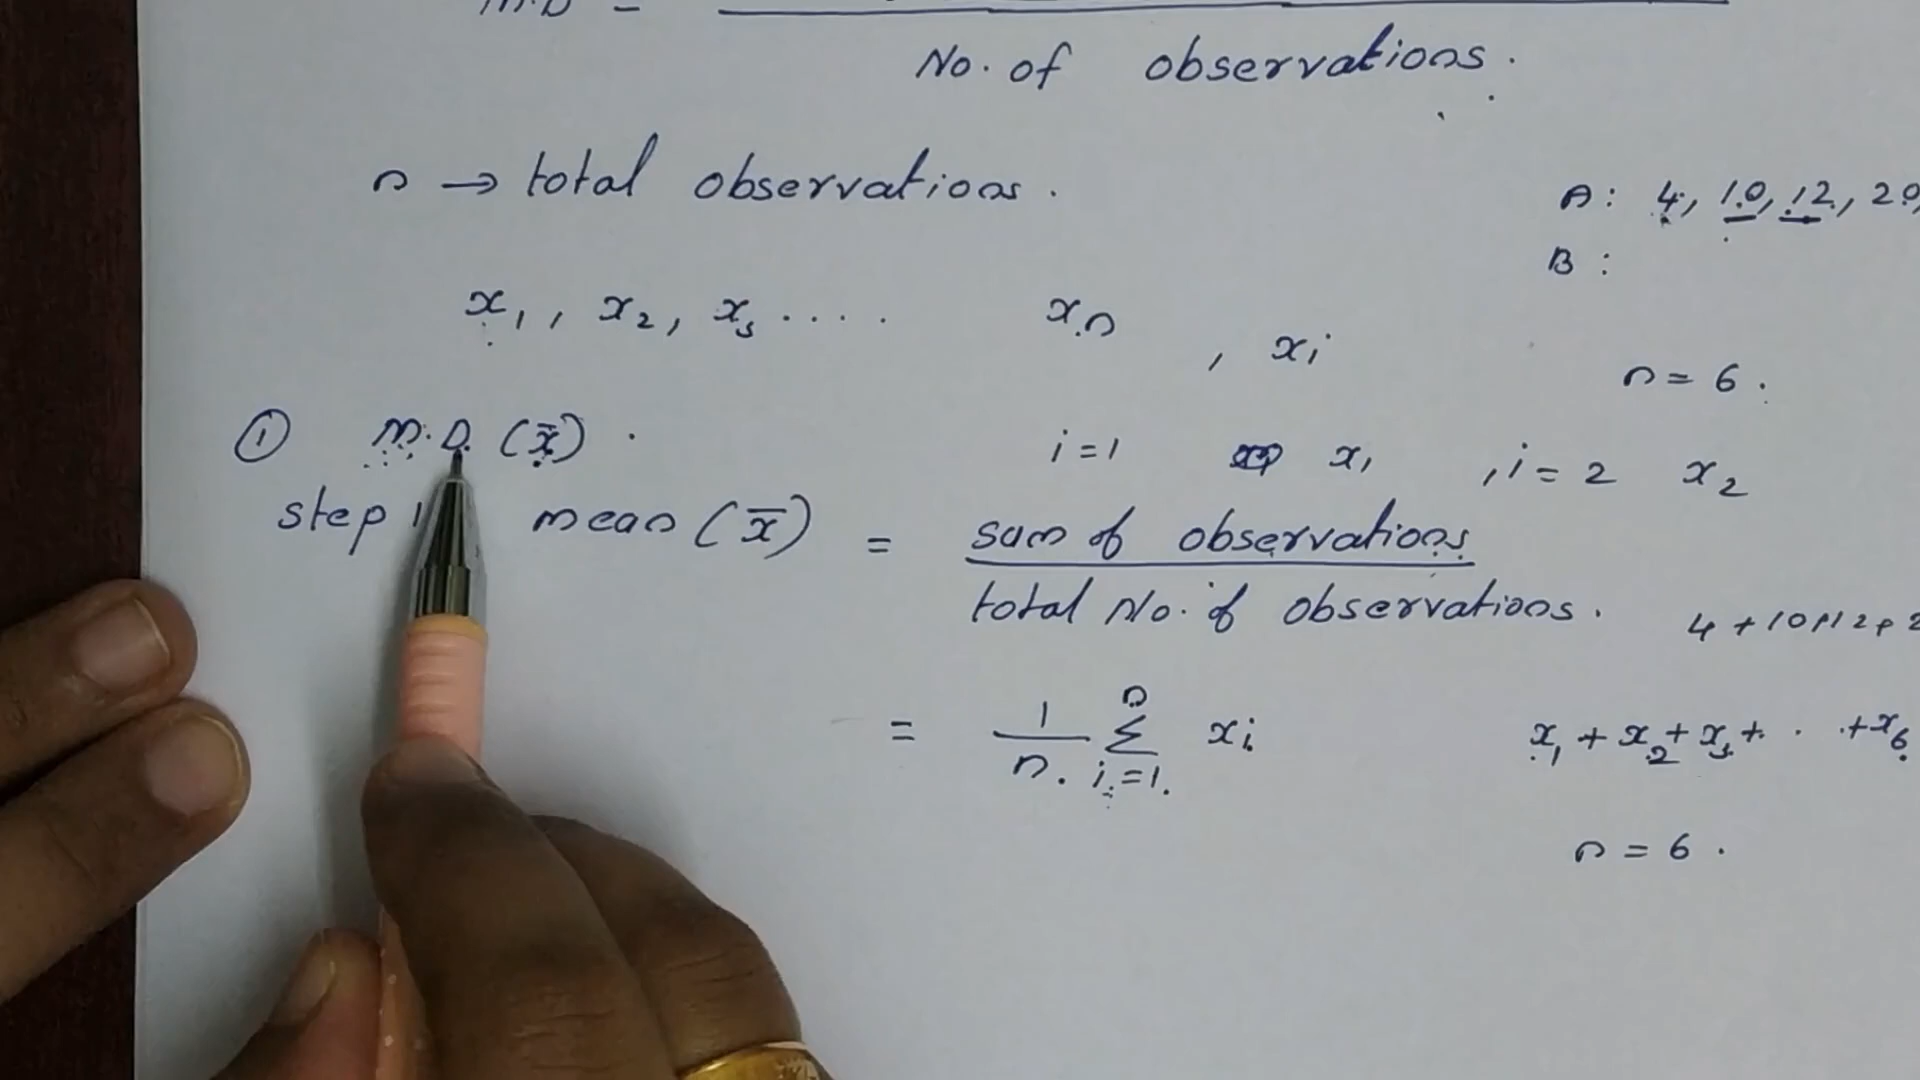 M.D =
No. of observations.
n → total observations.
A: 4, 10, 12, 20,
B :
x₁, x₂, x₃ .... xₙ , xi
n = 6 .
① M.D. (x̄) .
i = 1 x₁ , i = 2 x₂
step 1 mean (x̄) = sum of observations
total No. of observations.
4 + 10 + 12 + 2
= 1/n. Σ i=1. n xi.
x₁ + x₂ + x₃ + . . + x₆
n = 6 .